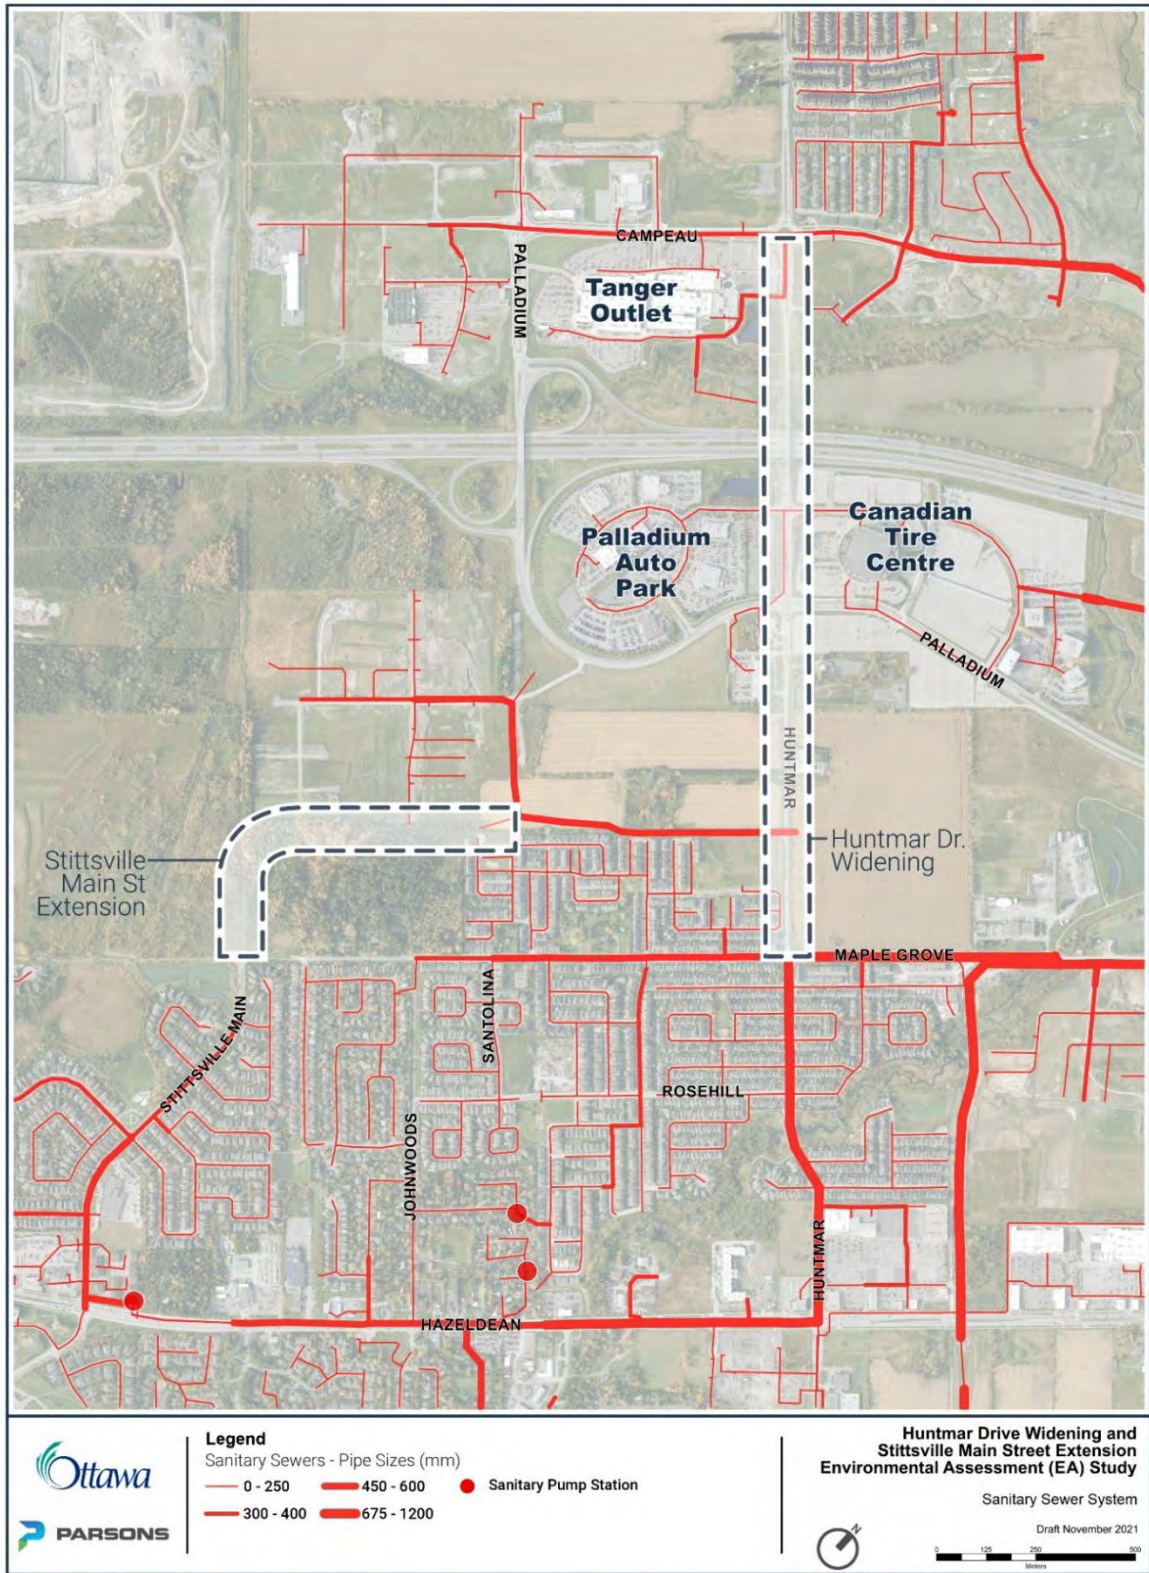 CAMPEAU
PALLADIUM
Tanger
Outlet
Palladium
Auto
Park
Canadian
Tire
Centre
PALLADIUM
HUNTMAR
Stittsville
Main St
Extension
Huntmar Dr.
Widening
MAPLE GROVE
STITTSVILLE MAIN
SANTOLINA
ROSEHILL
JOHNWOODS
HUNTMAR
HAZELDEAN
Ottawa
PARSONS
Legend
Sanitary Sewers - Pipe Sizes (mm)
0 - 250
450 - 600
Sanitary Pump Station
300 - 400
675 - 1200
Huntmar Drive Widening and
Stittsville Main Street Extension
Environmental Assessment (EA) Study
Sanitary Sewer System
Draft November 2021
N
0 125 250 500
Meters